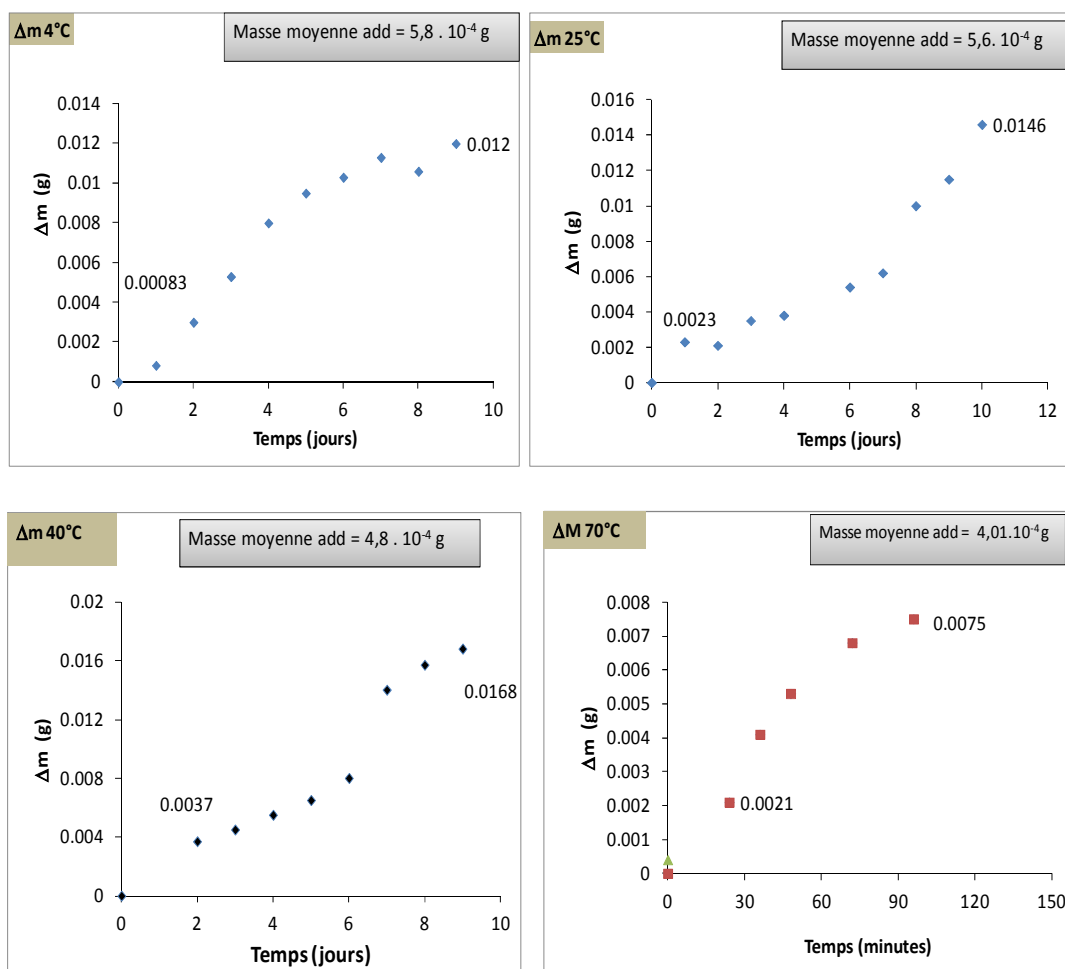 Δm 4°C
Masse moyenne add = 5,8 . 10⁻⁴ g
0.014
0.012
0.01
0.008
0.006
0.004
0.002
0
Δm (g)
0.00083
0.012
0 2 4 6 8 10
Temps (jours)
Δm 25°C
Masse moyenne add = 5,6. 10⁻⁴ g
0.016
0.014
0.012
0.01
0.008
0.006
0.004
0.002
0
Δm (g)
0.0023
0.0146
0 2 4 6 8 10 12
Temps (jours)
Δm 40°C
Masse moyenne add = 4,8 . 10⁻⁴ g
0.02
0.016
0.012
0.008
0.004
0
Δm (g)
0.0037
0.0168
0 2 4 6 8 10
Temps (jours)
ΔM 70°C
Masse moyenne add = 4,01.10⁻⁴ g
0.008
0.007
0.006
0.005
0.004
0.003
0.002
0.001
0
Δm (g)
0.0075
0.0021
0 30 60 90 120 150
Temps (minutes)